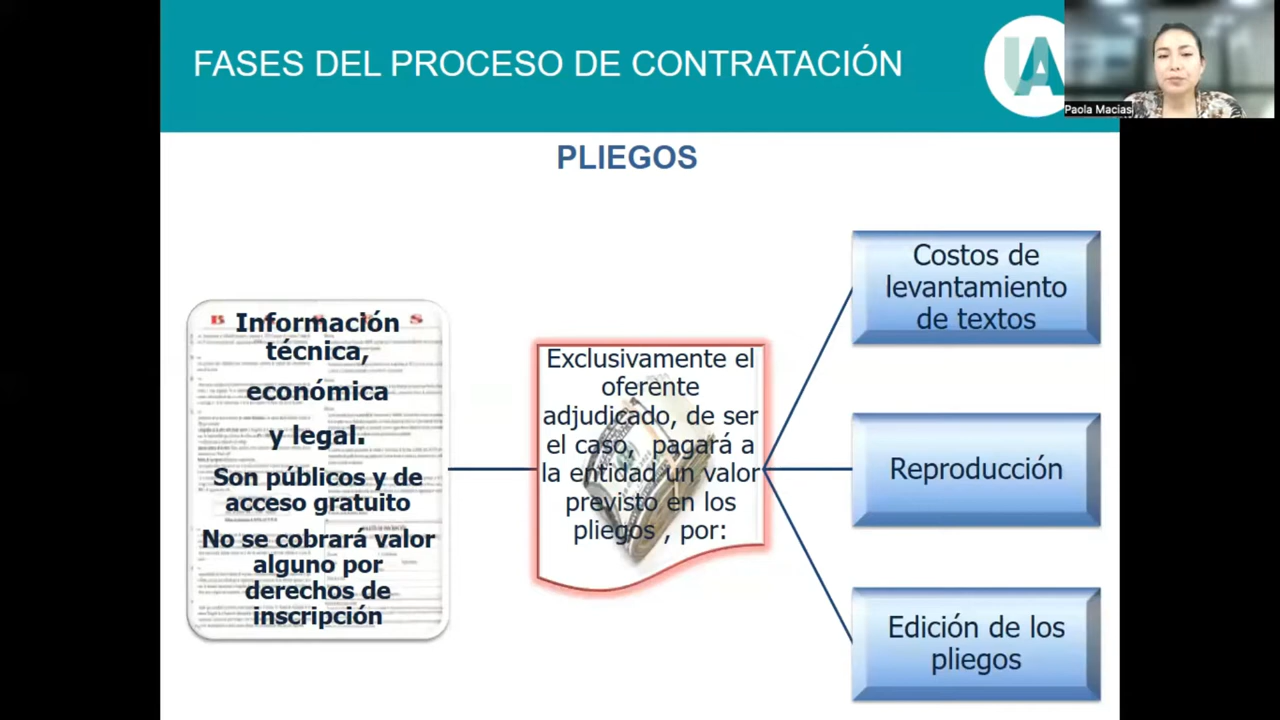 FASES DEL PROCESO DE CONTRATACIÓN
UA
Paola Macias
PLIEGOS
B S
Información
técnica,
económica
y legal.
Son públicos y de
acceso gratuito
No se cobrará valor
alguno por
derechos de
inscripción
Exclusivamente el
oferente
adjudicado, de ser
el caso, pagará a
la entidad un valor
previsto en los
pliegos , por:
Costos de
levantamiento
de textos
Reproducción
Edición de los
pliegos